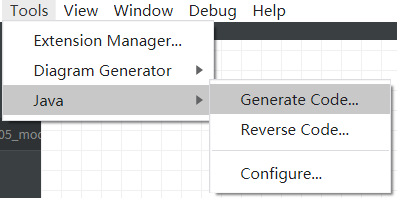 Tools View Window Debug Help
Extension Manager...
Diagram Generator
Java
Generate Code...
Reverse Code...
Configure...